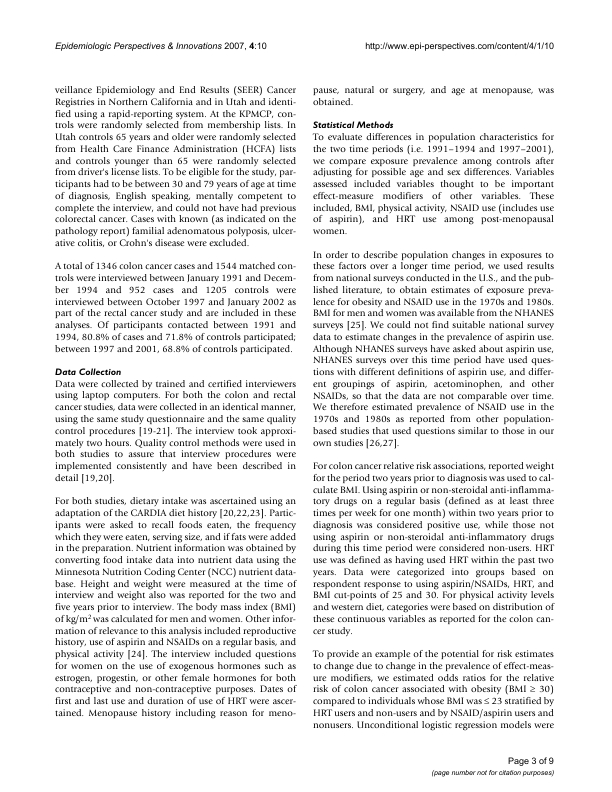 Epidemiologic Perspectives & Innovations 2007, 4:10
http://www.epi-perspectives.com/content/4/1/10
veillance Epidemiology and End Results (SEER) Cancer
Registries in Northern California and in Utah and identi-
fied using a rapid-reporting system. At the KPMCP, con-
trols were randomly selected from membership lists. In
Utah controls 65 years and older were randomly selected
from Health Care Finance Administration (HCFA) lists
and controls younger than 65 were randomly selected
from driver's license lists. To be eligible for the study, par-
ticipants had to be between 30 and 79 years of age at time
of diagnosis, English speaking, mentally competent to
complete the interview, and could not have had previous
colorectal cancer. Cases with known (as indicated on the
pathology report) familial adenomatous polyposis, ulcer-
ative colitis, or Crohn's disease were excluded.
A total of 1346 colon cancer cases and 1544 matched con-
trols were interviewed between January 1991 and Decem-
ber 1994 and 952 cases and 1205 controls were
interviewed between October 1997 and January 2002 as
part of the rectal cancer study and are included in these
analyses. Of participants contacted between 1991 and
1994, 80.8% of cases and 71.8% of controls participated;
between 1997 and 2001, 68.8% of controls participated.
Data Collection
Data were collected by trained and certified interviewers
using laptop computers. For both the colon and rectal
cancer studies, data were collected in an identical manner,
using the same study questionnaire and the same quality
control procedures [19-21]. The interview took approxi-
mately two hours. Quality control methods were used in
both studies to assure that interview procedures were
implemented consistently and have been described in
detail [19,20].
For both studies, dietary intake was ascertained using an
adaptation of the CARDIA diet history [20,22,23]. Partic-
ipants were asked to recall foods eaten, the frequency
which they were eaten, serving size, and if fats were added
in the preparation. Nutrient information was obtained by
converting food intake data into nutrient data using the
Minnesota Nutrition Coding Center (NCC) nutrient data-
base. Height and weight were measured at the time of
interview and weight also was reported for the two and
five years prior to interview. The body mass index (BMI)
of kg/m² was calculated for men and women. Other infor-
mation of relevance to this analysis included reproductive
history, use of aspirin and NSAIDs on a regular basis, and
physical activity [24]. The interview included questions
for women on the use of exogenous hormones such as
estrogen, progestin, or other female hormones for both
contraceptive and non-contraceptive purposes. Dates of
first and last use and duration of use of HRT were ascer-
tained. Menopause history including reason for meno-
pause, natural or surgery, and age at menopause, was
obtained.
Statistical Methods
To evaluate differences in population characteristics for
the two time periods (i.e. 1991–1994 and 1997–2001),
we compare exposure prevalence among controls after
adjusting for possible age and sex differences. Variables
assessed included variables thought to be important
effect-measure modifiers of other variables. These
included, BMI, physical activity, NSAID use (includes use
of aspirin), and HRT use among post-menopausal
women.
In order to describe population changes in exposures to
these factors over a longer time period, we used results
from national surveys conducted in the U.S., and the pub-
lished literature, to obtain estimates of exposure preva-
lence for obesity and NSAID use in the 1970s and 1980s.
BMI for men and women was available from the NHANES
surveys [25]. We could not find suitable national survey
data to estimate changes in the prevalence of aspirin use.
Although NHANES surveys have asked about aspirin use,
NHANES surveys over this time period have used ques-
tions with different definitions of aspirin use, and differ-
ent groupings of aspirin, acetominophen, and other
NSAIDs, so that the data are not comparable over time.
We therefore estimated prevalence of NSAID use in the
1970s and 1980s as reported from other population-
based studies that used questions similar to those in our
own studies [26,27].
For colon cancer relative risk associations, reported weight
for the period two years prior to diagnosis was used to cal-
culate BMI. Using aspirin or non-steroidal anti-inflamma-
tory drugs on a regular basis (defined as at least three
times per week for one month) within two years prior to
diagnosis was considered positive use, while those not
using aspirin or non-steroidal anti-inflammatory drugs
during this time period were considered non-users. HRT
use was defined as having used HRT within the past two
years. Data were categorized into groups based on
respondent response to using aspirin/NSAIDs, HRT, and
BMI cut-points of 25 and 30. For physical activity levels
and western diet, categories were based on distribution of
these continuous variables as reported for the colon can-
cer study.
To provide an example of the potential for risk estimates
to change due to change in the prevalence of effect-meas-
ure modifiers, we estimated odds ratios for the relative
risk of colon cancer associated with obesity (BMI ≥ 30)
compared to individuals whose BMI was ≤ 23 stratified by
HRT users and non-users and by NSAID/aspirin users and
nonusers. Unconditional logistic regression models were
Page 3 of 9
(page number not for citation purposes)